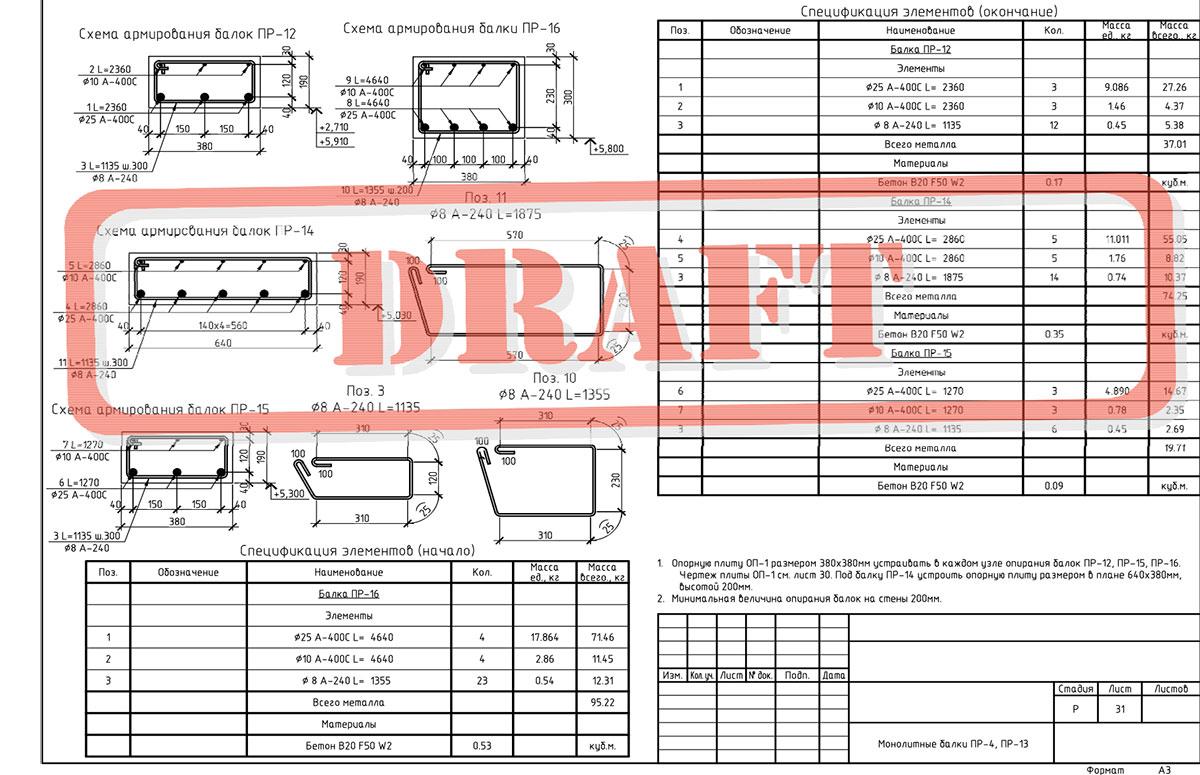 Схема армирования балок ПР-12
2 L=2360
Ø10 А-400С
1 L=2360
Ø25 А-400С
3 L=1135 ш.300
Ø8 А-240
30
120
40
190
40
150
150
40
380
+2,710
+5,910
Схема армирования балки ПР-16
9 L=4640
Ø10 А-400С
8 L=4640
Ø25 А-400С
10 L=1355 ш.200
Ø8 А-240
30
230
40
300
40
100
100
100
40
380
+5,800
Схема армирования балок ПР-14
5 L=2860
Ø10 А-400С
4 L=2860
Ø25 А-400С
11 L=1135 ш.300
Ø8 А-240
30
120
40
190
40
140х4=560
40
640
+5,030
Поз. 11
Ø8 А-240 L=1875
570
100
100
230
25
25
570
Схема армирования балок ПР-15
7 L=1270
Ø10 А-400С
6 L=1270
Ø25 А-400С
3 L=1135 ш.300
Ø8 А-240
30
120
40
190
40
150
150
40
380
+5,300
Поз. 3
Ø8 А-240 L=1135
310
100
100
120
25
25
310
Поз. 10
Ø8 А-240 L=1355
310
100
100
230
25
25
310
DRAFT
Спецификация элементов (начало)
Поз. Обозначение Наименование Кол. Масса ед., кг Масса всего., кг
Балка ПР-16
Элементы
1 Ø25 А-400С L= 4640 4 17.864 71.46
2 Ø10 А-400С L= 4640 4 2.86 11.45
3 Ø 8 А-240 L= 1355 23 0.54 12.31
Всего металла 95.22
Материалы
Бетон В20 F50 W2 0.53 куб.м.
Спецификация элементов (окончание)
Поз. Обозначение Наименование Кол. Масса ед., кг Масса всего., кг
Балка ПР-12
Элементы
1 Ø25 А-400С L= 2360 3 9.086 27.26
2 Ø10 А-400С L= 2360 3 1.46 4.37
3 Ø 8 А-240 L= 1135 12 0.45 5.38
Всего металла 37.01
Материалы
Бетон В20 F50 W2 0.17 куб.м.
Балка ПР-14
Элементы
4 Ø25 А-400С L= 2860 5 11.011 55.05
5 Ø10 А-400С L= 2860 5 1.76 8.82
3 Ø 8 А-240 L= 1875 14 0.74 10.37
Всего металла 74.25
Материалы
Бетон В20 F50 W2 0.35 куб.м.
Балка ПР-15
Элементы
6 Ø25 А-400С L= 1270 3 4.890 14.67
7 Ø10 А-400С L= 1270 3 0.78 2.35
3 Ø 8 А-240 L= 1135 6 0.45 2.69
Всего металла 19.71
Материалы
Бетон В20 F50 W2 0.09 куб.м.
1. Опорную плиту ОП-1 размером 380х380мм устраивать в каждом узле опирания балок ПР-12, ПР-15, ПР-16.
Чертеж плиты ОП-1 см. лист 30. Под балку ПР-14 устроить опорную плиту размером в плане 640х380мм,
высотой 200мм.
2. Минимальная величина опирания балок на стены 200мм.
Изм. Кол.уч. Лист № док. Подп. Дата
Стадия Лист Листов
Р 31
Монолитные балки ПР-4, ПР-13
Формат А3